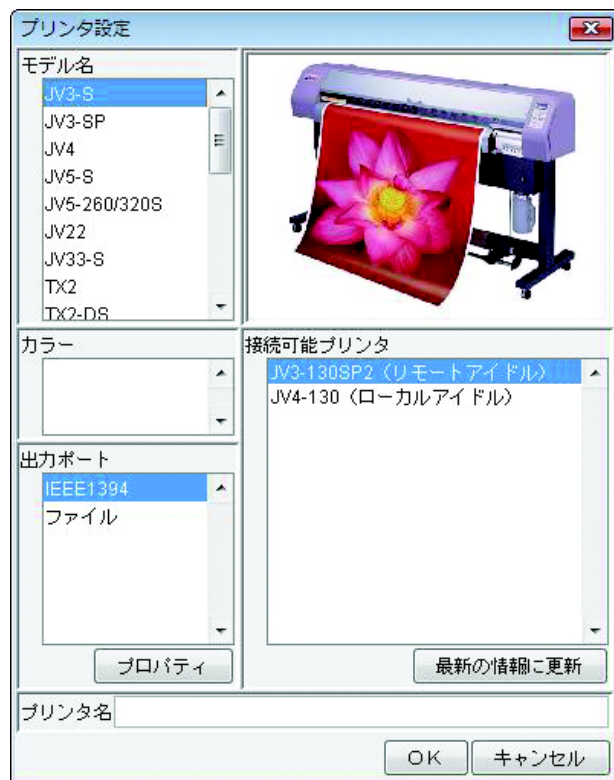 プリンタ設定
モデル名
JV3-S
JV3-SP
JV4
JV5-S
JV5-260/320S
JV22
JV33-S
TX2
TX2-DS
カラー
接続可能プリンタ
JV3-130SP2（リモートアイドル）
JV4-130（ローカルアイドル）
出力ポート
IEEE1394
ファイル
プロパティ
最新の情報に更新
プリンタ名
OK
キャンセル